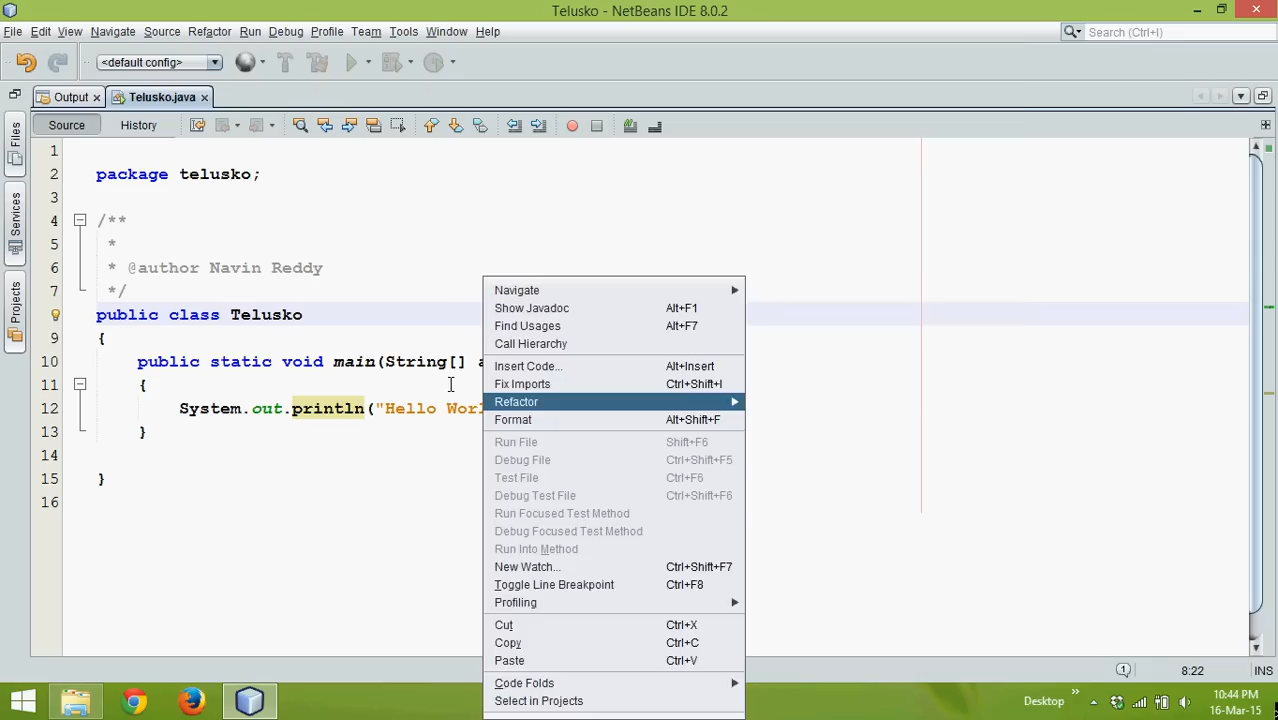 Telusko - NetBeans IDE 8.0.2
File Edit View Navigate Source Refactor Run Debug Profile Team Tools Window Help
Search (Ctrl+I)
<default config>
Output Telusko.java
Source History
Files
Services
Projects
1
2 package telusko;
3
4 /**
5 *
6 * @author Navin Reddy
7 */
public class Telusko
9 {
10 public static void main(String[] a
11 {
12 System.out.println("Hello Worl
13 }
14
15 }
16
Navigate
Show Javadoc Alt+F1
Find Usages Alt+F7
Call Hierarchy
Insert Code... Alt+Insert
Fix Imports Ctrl+Shift+I
Refactor
Format Alt+Shift+F
Run File Shift+F6
Debug File Ctrl+Shift+F5
Test File Ctrl+F6
Debug Test File Ctrl+Shift+F6
Run Focused Test Method
Debug Focused Test Method
Run Into Method
New Watch... Ctrl+Shift+F7
Toggle Line Breakpoint Ctrl+F8
Profiling
Cut Ctrl+X
Copy Ctrl+C
Paste Ctrl+V
Code Folds
Select in Projects
1 8:22 INS
Desktop
10:44 PM
16-Mar-15